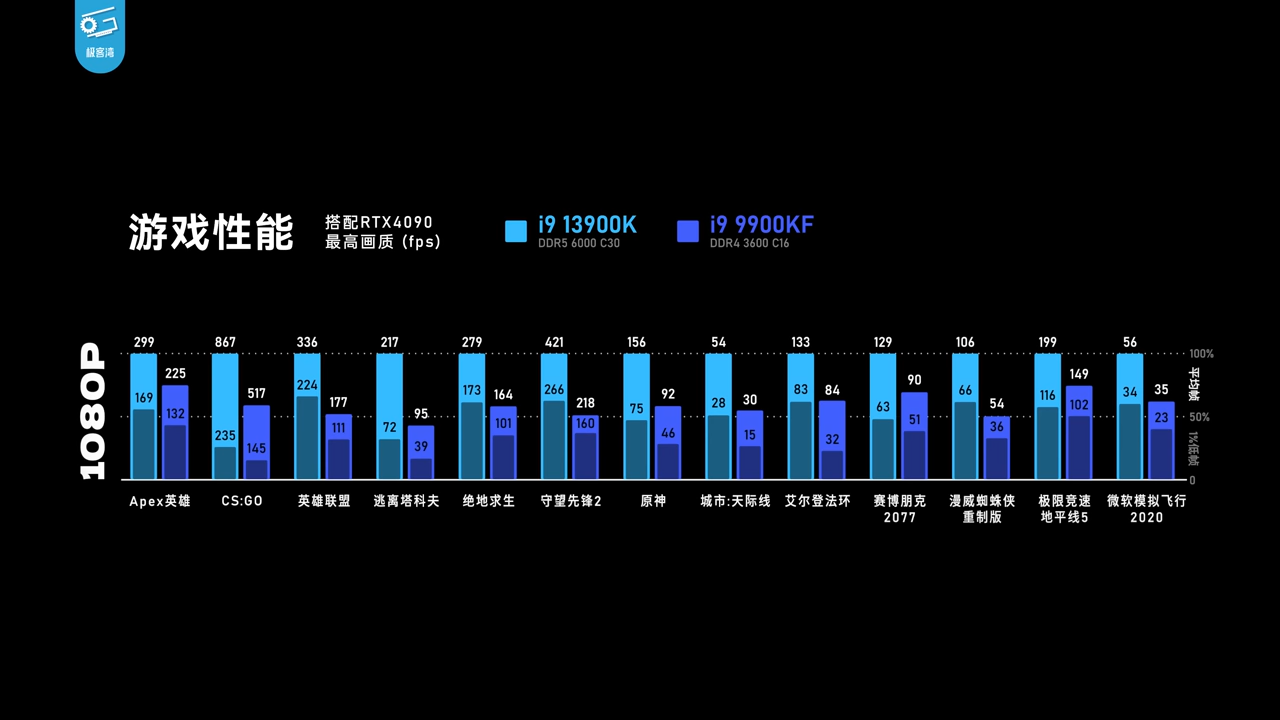 极客湾
游戏性能
搭配RTX4090
最高画质 (fps)
i9 13900K
DDR5 6000 C30
i9 9900KF
DDR4 3600 C16
1080P
299 225 867 517 336 177 217 95 279 164 421 218 156 92 54 30 133 84 129 90 106 54 199 149 56 35
169 132 235 145 224 111 72 39 173 101 266 160 75 46 28 15 83 32 63 51 66 36 116 102 34 23
100%
平均帧
50%
1%低帧
0
Apex英雄
CS:GO
英雄联盟
逃离塔科夫
绝地求生
守望先锋2
原神
城市:天际线
艾尔登法环
赛博朋克
2077
漫威蜘蛛侠
重制版
极限竞速
地平线5
微软模拟飞行
2020